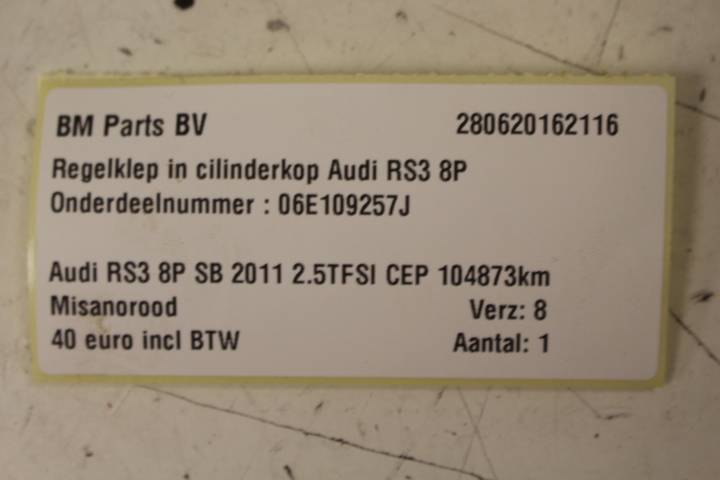 BM Parts BV 280620162116
Regelklep in cilinderkop Audi RS3 8P
Onderdeelnummer : 06E109257J
Audi RS3 8P SB 2011 2.5TFSI CEP 104873km
Misanorood Verz: 8
40 euro incl BTW Aantal: 1